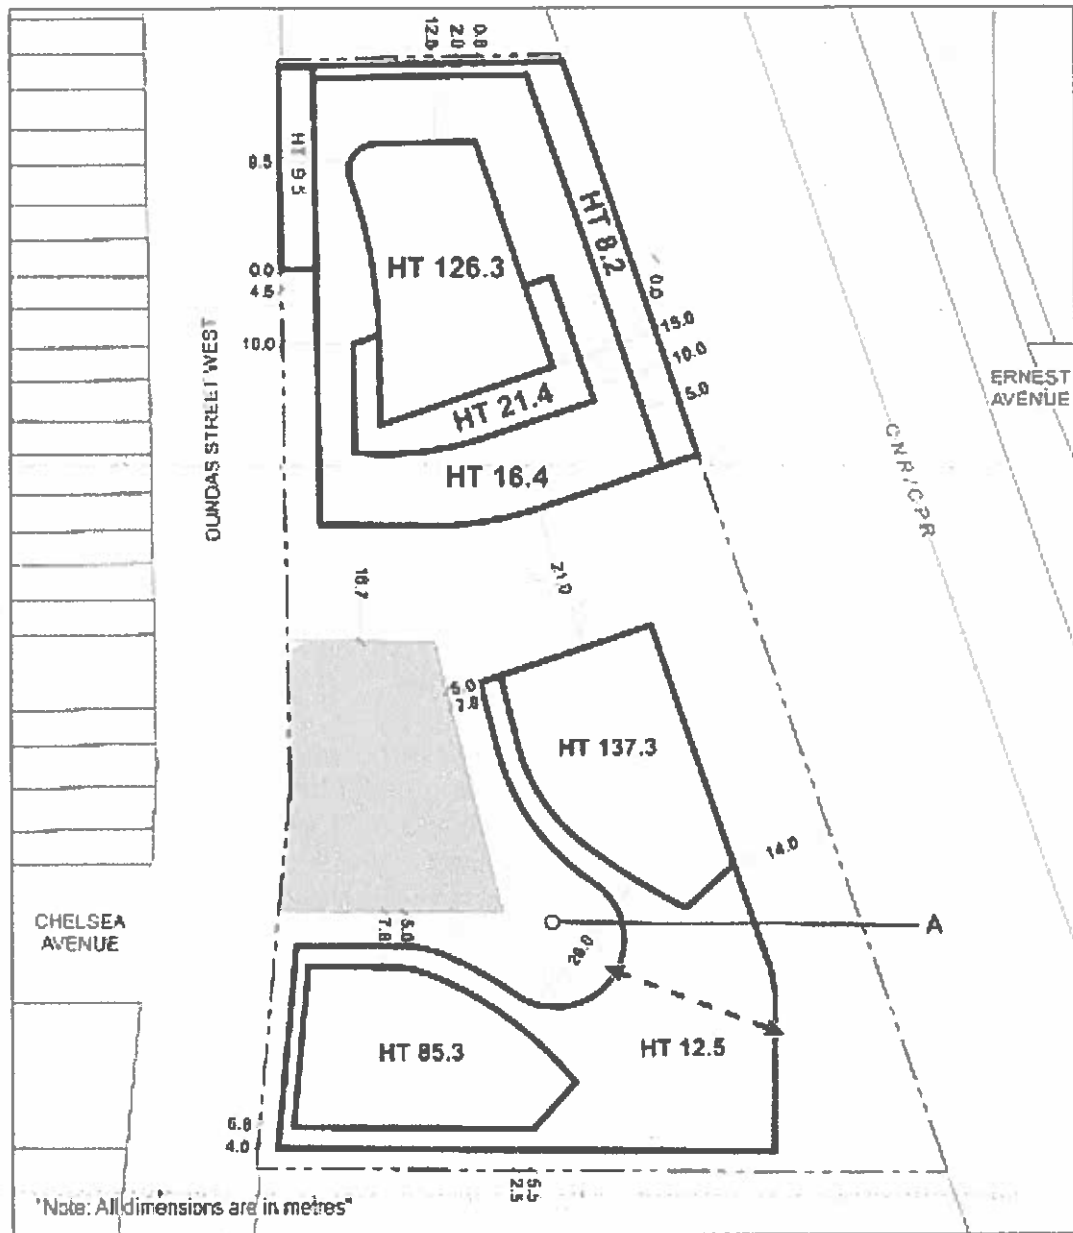 12.0
2.0
0.8
HT 9.5
9.5
HT 8.2
HT 126.3
0.0
4.5
0.0
10.0
15.0
10.0
5.0
DUNDAS STREET WEST
HT 21.4
HT 16.4
ERNEST
AVENUE
CNR/CPR
16.7
21.0
5.0
7.8
HT 137.3
14.0
CHELSEA
AVENUE
7.8
5.0
28.0
A
HT 85.3
HT 12.5
6.8
4.0
5.5
2.5
"Note: All dimensions are in metres"